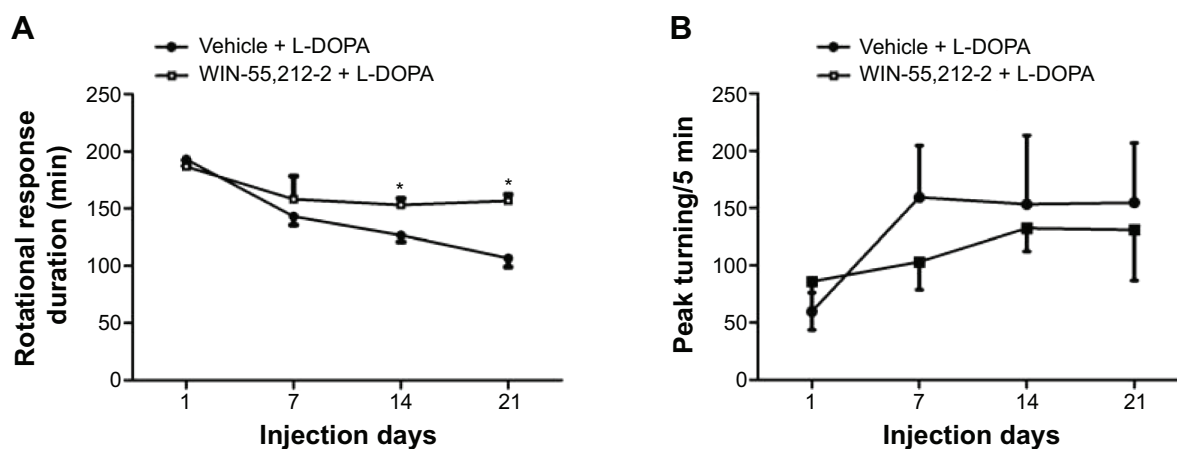 A
Vehicle + L-DOPA
WIN-55,212-2 + L-DOPA
Rotational response
duration (min)
250
200
150
100
50
0
*
*
1 7 14 21
Injection days
B
Vehicle + L-DOPA
WIN-55,212-2 + L-DOPA
Peak turning/5 min
250
200
150
100
50
0
1 7 14 21
Injection days